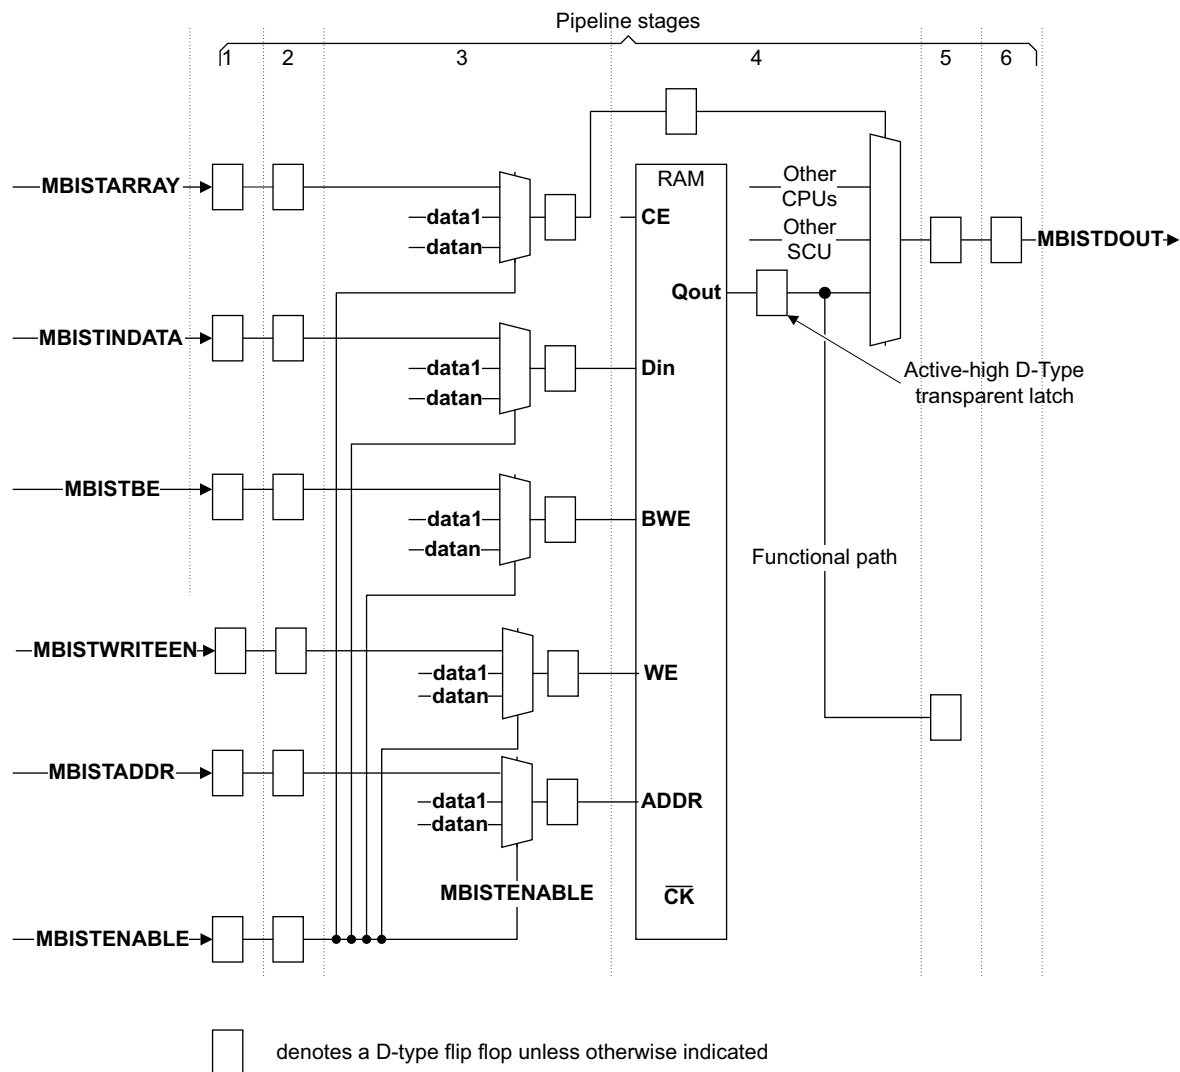 Pipeline stages
1 2 3 4 5 6
MBISTARRAY
data1
datan
RAM
CE
Other
CPUs
Other
SCU
MBISTDOUT
Qout
MBISTINDATA
data1
datan
Din
Active-high D-Type
transparent latch
MBISTBE
data1
datan
BWE
Functional path
MBISTWRITEEN
data1
datan
WE
MBISTADDR
data1
datan
ADDR
MBISTENABLE
C̅K̅
MBISTENABLE
denotes a D-type flip flop unless otherwise indicated